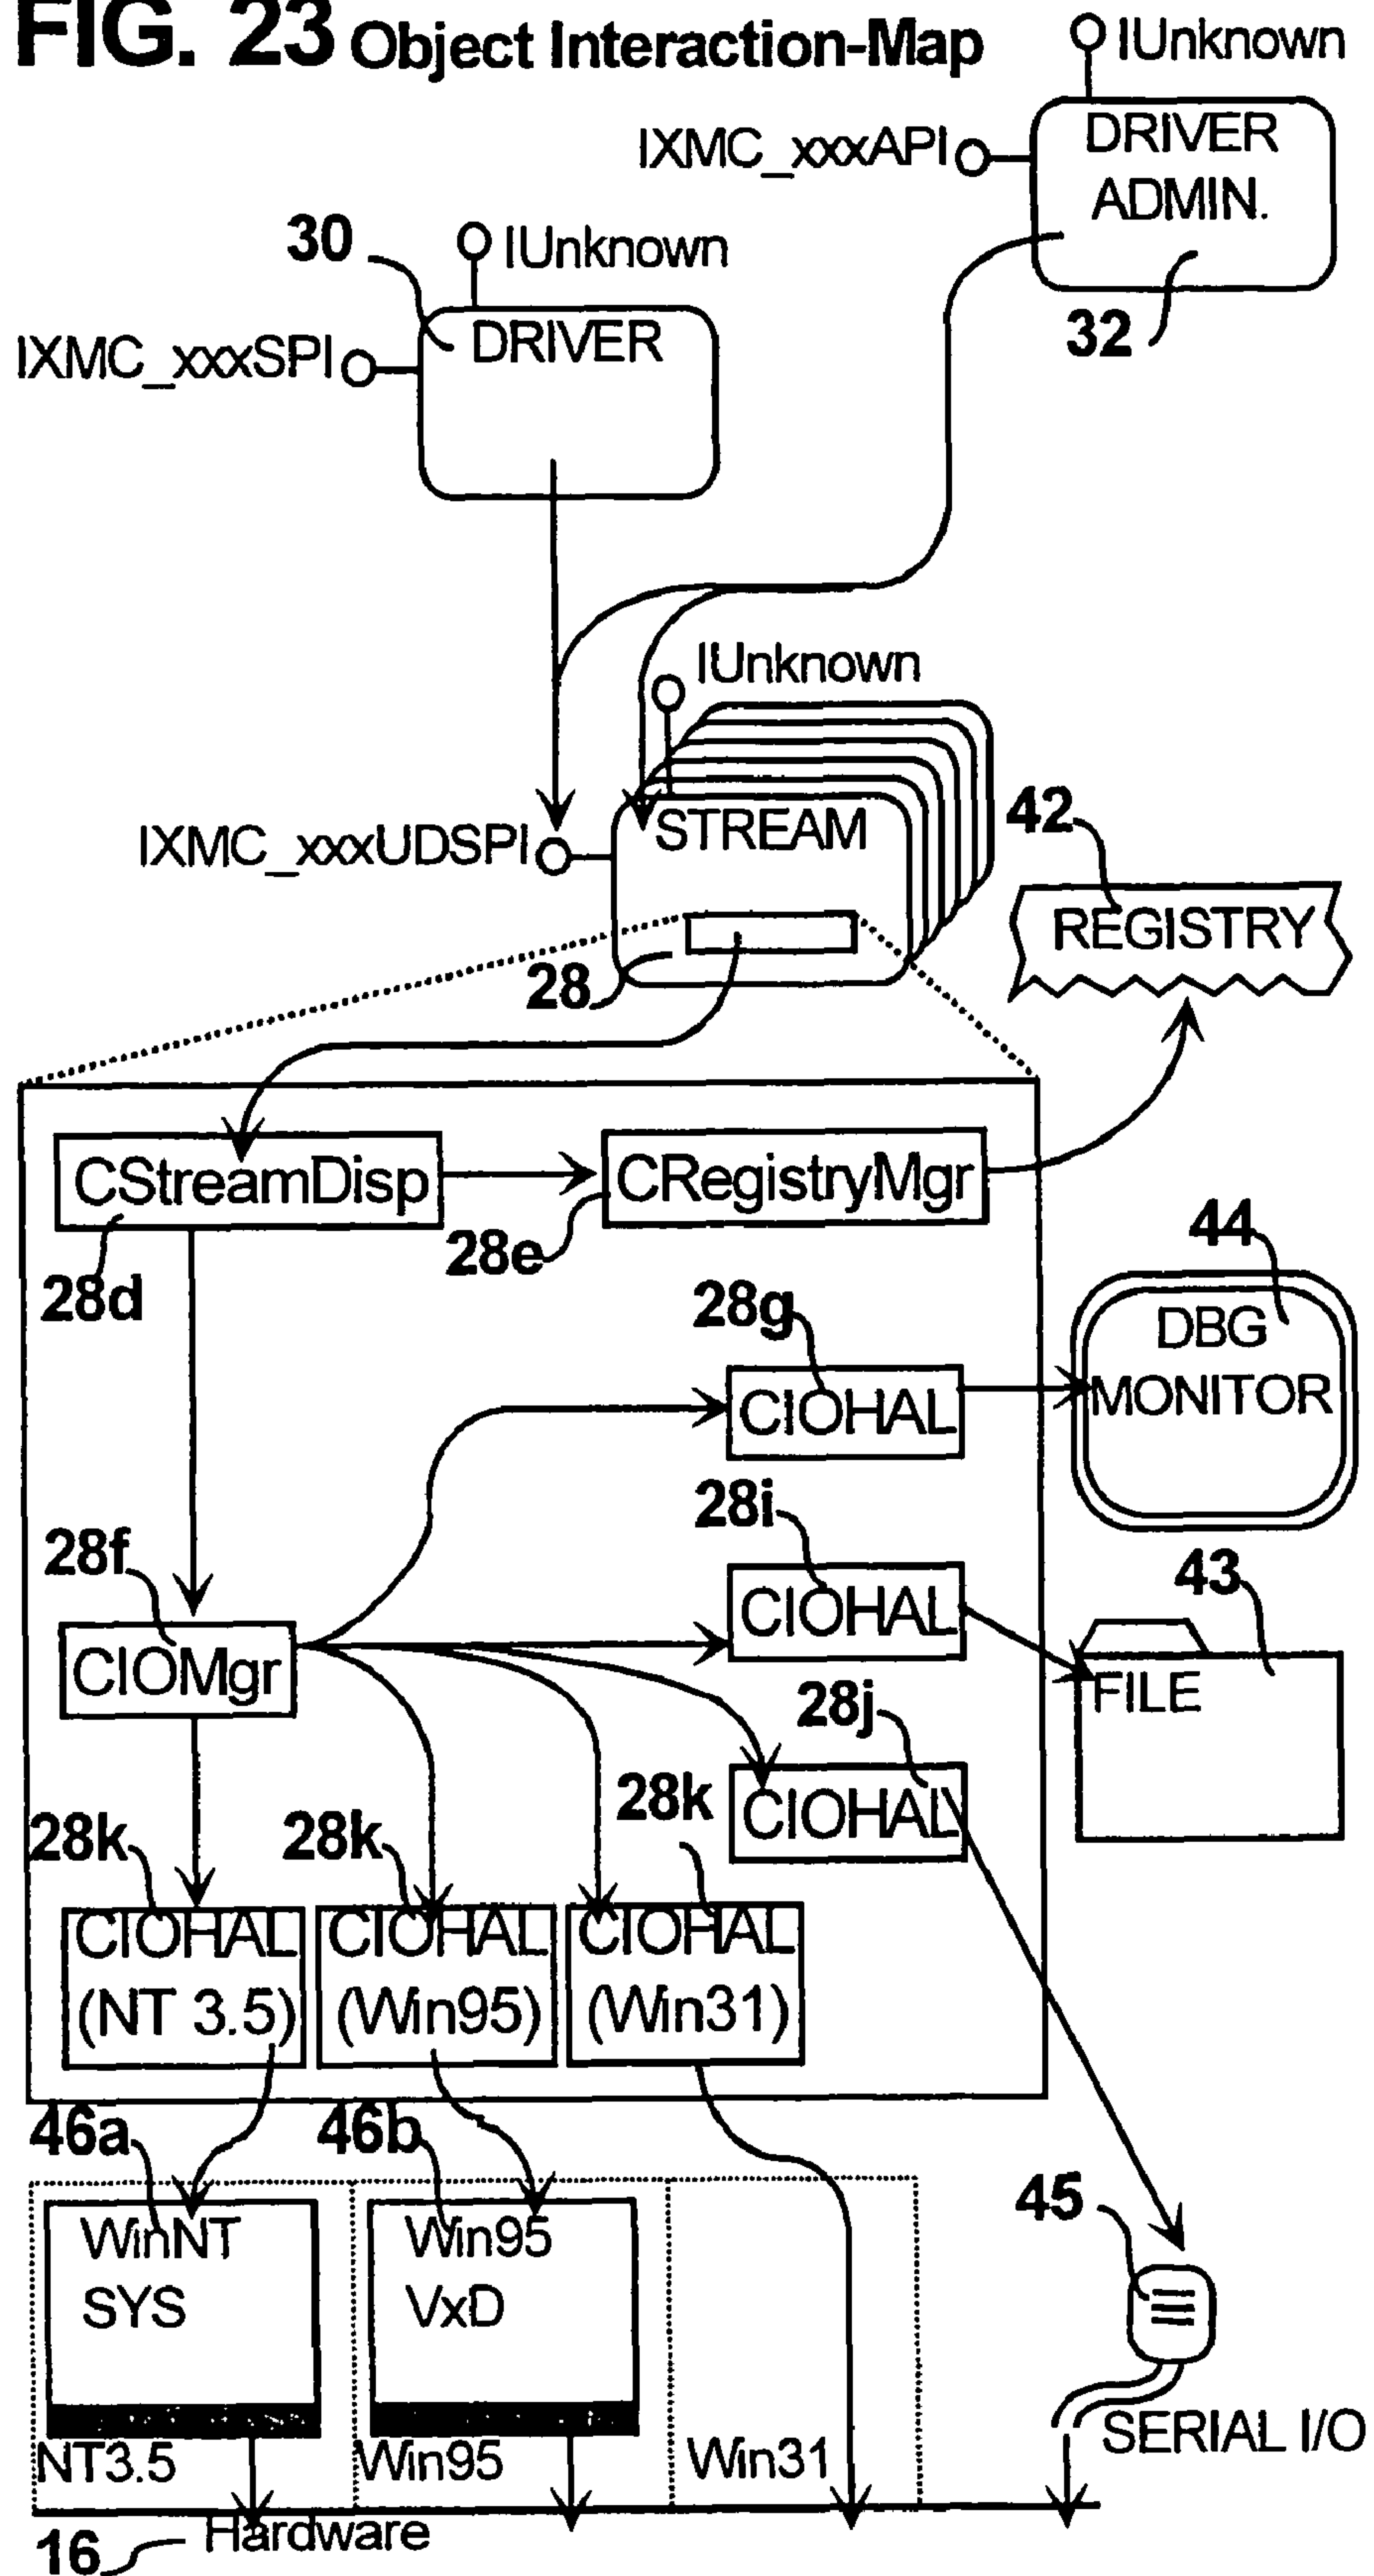 FIG. 23 Object Interaction-Map
IUnknown
IXMC_xxxAPI
DRIVER
ADMIN.
32
30
IUnknown
IXMC_xxxSPI
DRIVER
IUnknown
IXMC_xxxUDSPI
STREAM
28
42
REGISTRY
CStreamDisp
CRegistryMgr
28d
28e
44
DBG
MONITOR
28g
CIOHAL
28i
CIOHAL
28f
CIOMgr
43
FILE
28j
CIOHAL
28k
28k
28k
CIOHAL
(NT 3.5)
CIOHAL
(Win95)
CIOHAL
(Win31)
46a
46b
WinNT
SYS
Win95
VxD
45
NT3.5
Win95
Win31
SERIAL I/O
16
Hardware